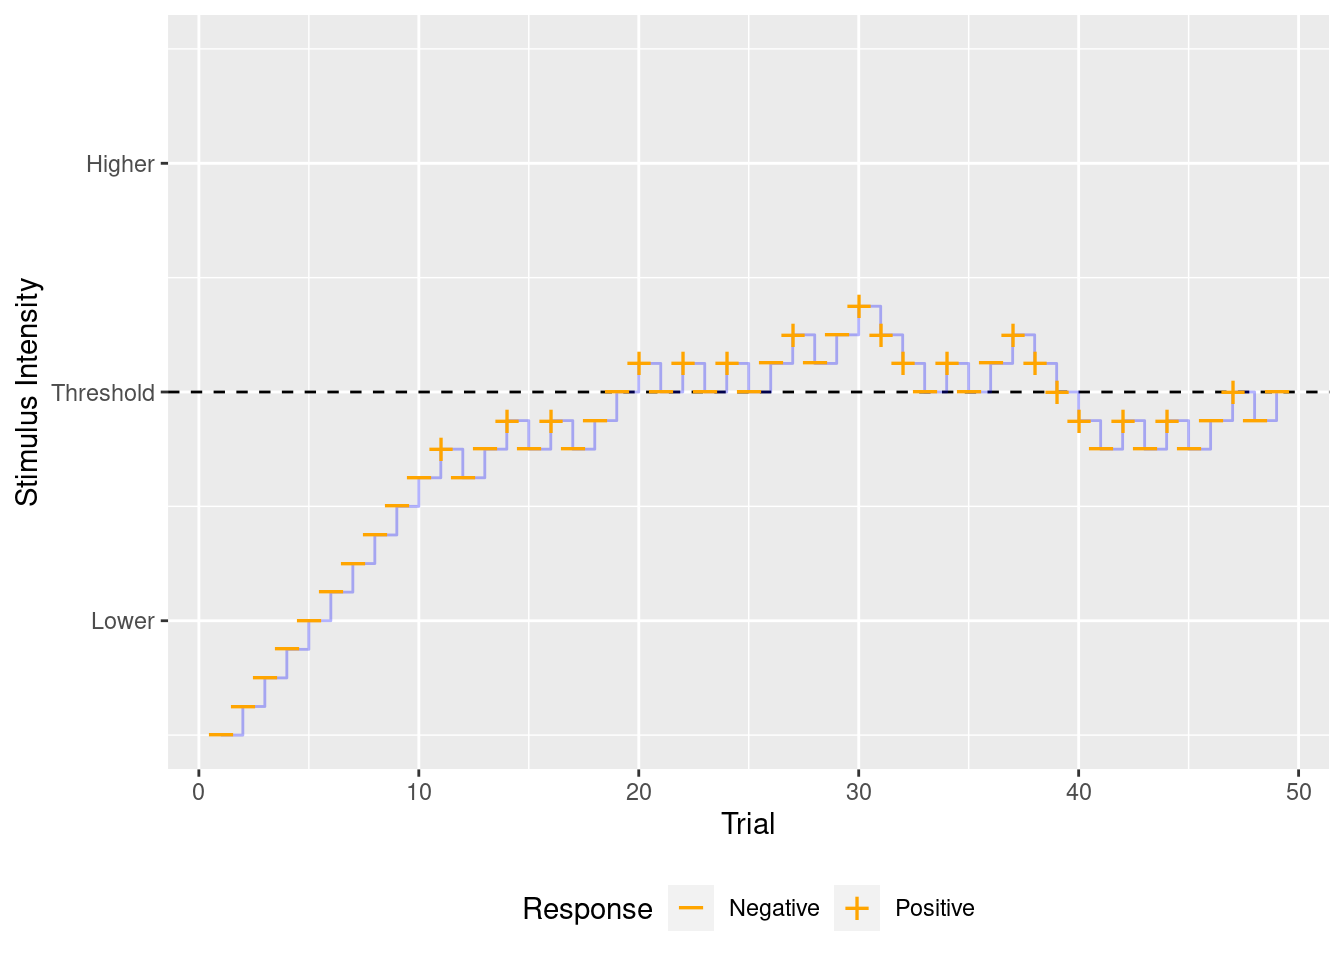 Higher
Threshold
Lower
Stimulus Intensity
0 10 20 30 40 50
Trial
Response Negative Positive